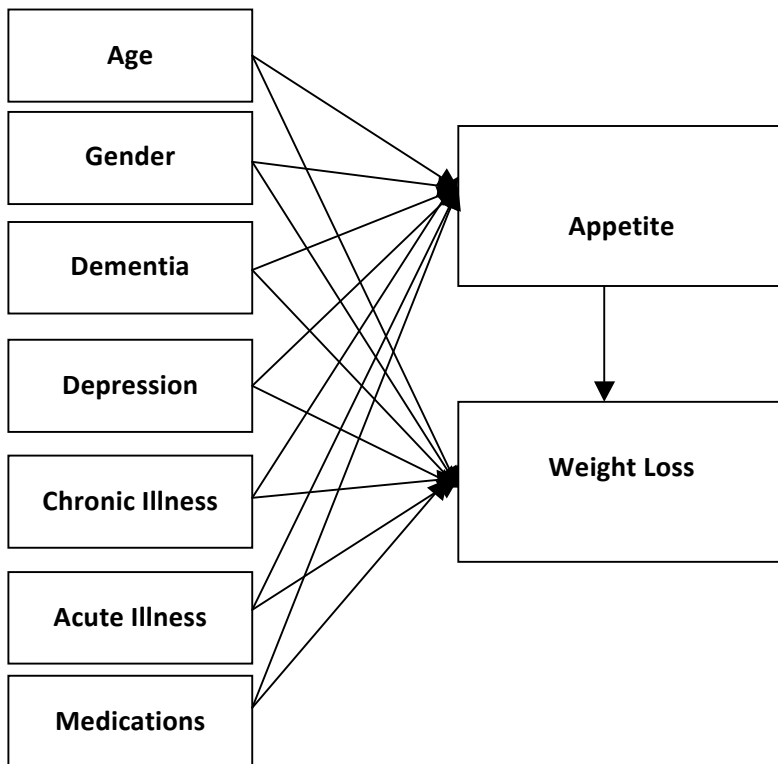 Age
Gender
Dementia
Depression
Chronic Illness
Acute Illness
Medications
Appetite
Weight Loss